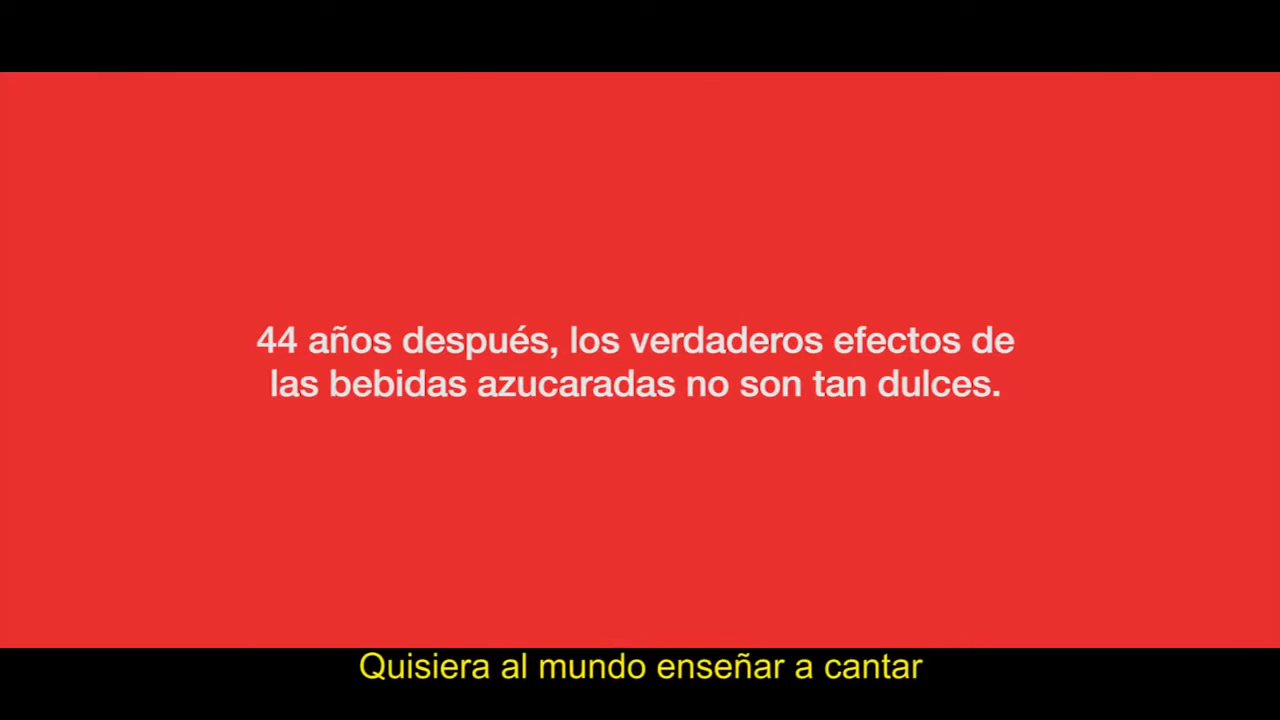 44 años después, los verdaderos efectos de
las bebidas azucaradas no son tan dulces.
Quisiera al mundo enseñar a cantar